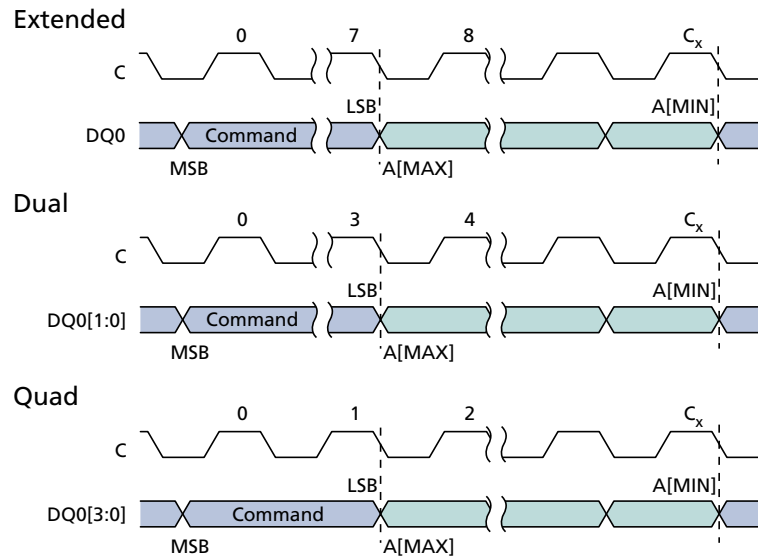 Extended
0 7 8 Cx
C
LSB A[MIN]
DQ0 Command
MSB A[MAX]
Dual
0 3 4 Cx
C
LSB A[MIN]
DQ0[1:0] Command
MSB A[MAX]
Quad
0 1 2 Cx
C
LSB A[MIN]
DQ0[3:0] Command
MSB A[MAX]